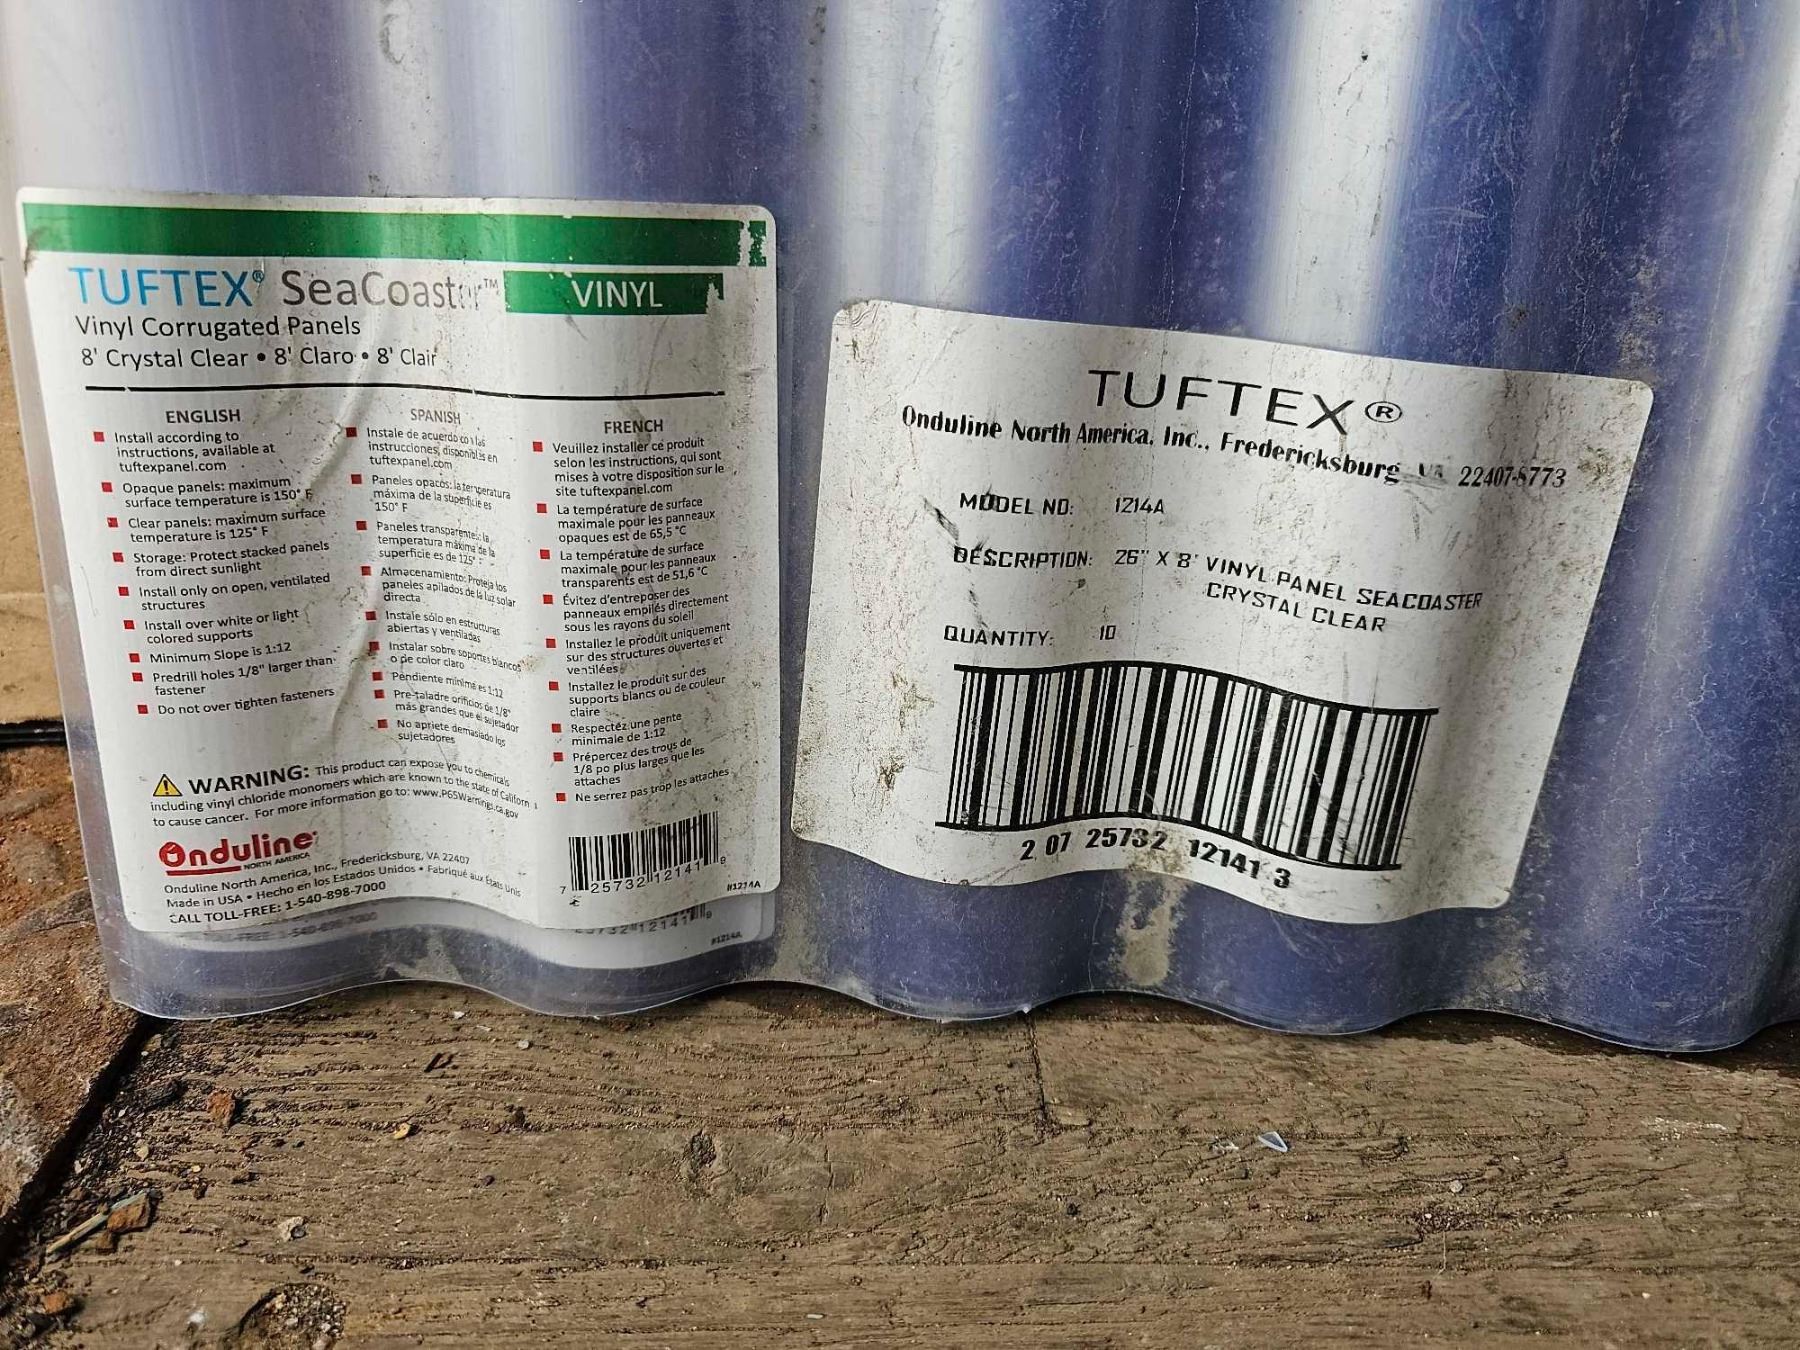 TUFTEX® SeaCoaster™ VINYL
Vinyl Corrugated Panels
8' Crystal Clear • 8' Claro • 8' Clair
ENGLISH
Install according to
instructions, available at
tuftexpanel.com
Opaque panels: maximum
surface temperature is 150° F
Clear panels: maximum surface
temperature is 125° F
Storage: Protect stacked panels
from direct sunlight
Install only on open, ventilated
structures
Install over white or light
colored supports
Minimum Slope is 1:12
Predrill holes 1/8" larger than
fastener
Do not over tighten fasteners
SPANISH
Instale de acuerdo con las
instrucciones, disponibles en
tuftexpanel.com
Paneles opacos: la temperatura
máxima de la superficie es
150° F
Paneles transparentes: la
temperatura máxima de la
superficie es de 125° F
Almacenamiento: Proteja los
paneles apilados de la luz solar
directa
Instale sólo en estructuras
abiertas y ventiladas
Instalar sobre soportes blancos
o de color claro
Pendiente mínima es 1:12
Pre-taladre orificios de 1/8"
más grandes que el sujetador
No apriete demasiado los
sujetadores
FRENCH
Veuillez installer ce produit
selon les instructions, qui sont
mises à votre disposition sur le
site tuftexpanel.com
La température de surface
maximale pour les panneaux
opaques est de 65,5 °C
La température de surface
maximale pour les panneaux
transparents est de 51,6 °C
Évitez d'entreposer des
panneaux empilés directement
sous les rayons du soleil
Installez le produit uniquement
sur des structures ouvertes et
ventilées
Installez le produit sur des
supports blancs ou de couleur
claire
Respectez une pente
minimale de 1:12
Prépercez des trous de
1/8 po plus larges que les
attaches
Ne serrez pas trop les attaches
WARNING: This product can expose you to chemicals
including vinyl chloride monomers which are known to the state of California
to cause cancer. For more information go to: www.P65Warnings.ca.gov
Onduline
NORTH AMERICA
Onduline North America, Inc., Fredericksburg, VA 22407
Made in USA • Hecho en los Estados Unidos • Fabriqué aux États Unis
CALL TOLL-FREE: 1-540-898-7000
7 25732 12141 9
#1214A
#1214A
TUFTEX®
Onduline North America, Inc., Fredericksburg VA 22407-8773
MODEL NO: 1214A
DESCRIPTION: 26" X 8' VINYL PANEL SEACOASTER
CRYSTAL CLEAR
QUANTITY: 10
2 07 25732 12141 3